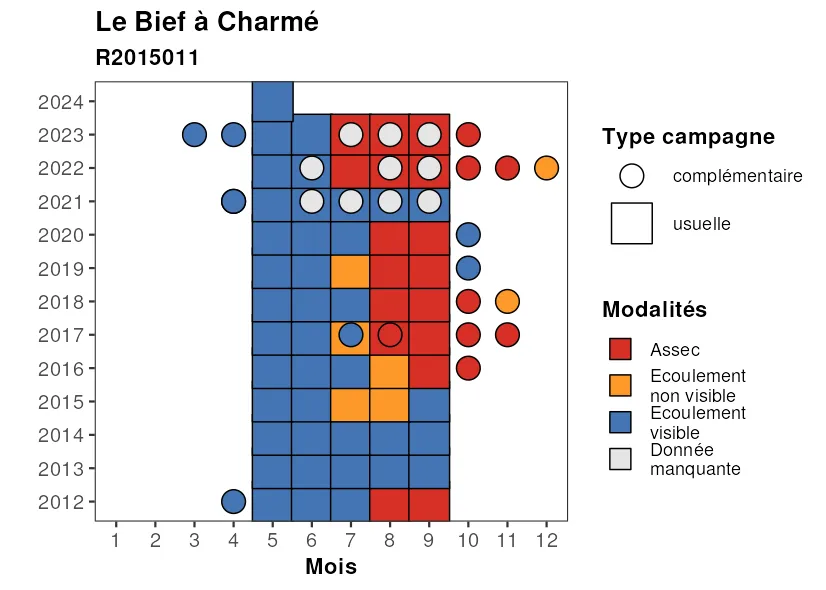 Le Bief à Charmé
R2015011
2024
2023
2022
2021
2020
2019
2018
2017
2016
2015
2014
2013
2012
1 2 3 4 5 6 7 8 9 10 11 12
Mois
Type campagne
complémentaire
usuelle
Modalités
Assec
Ecoulement
non visible
Ecoulement
visible
Donnée
manquante